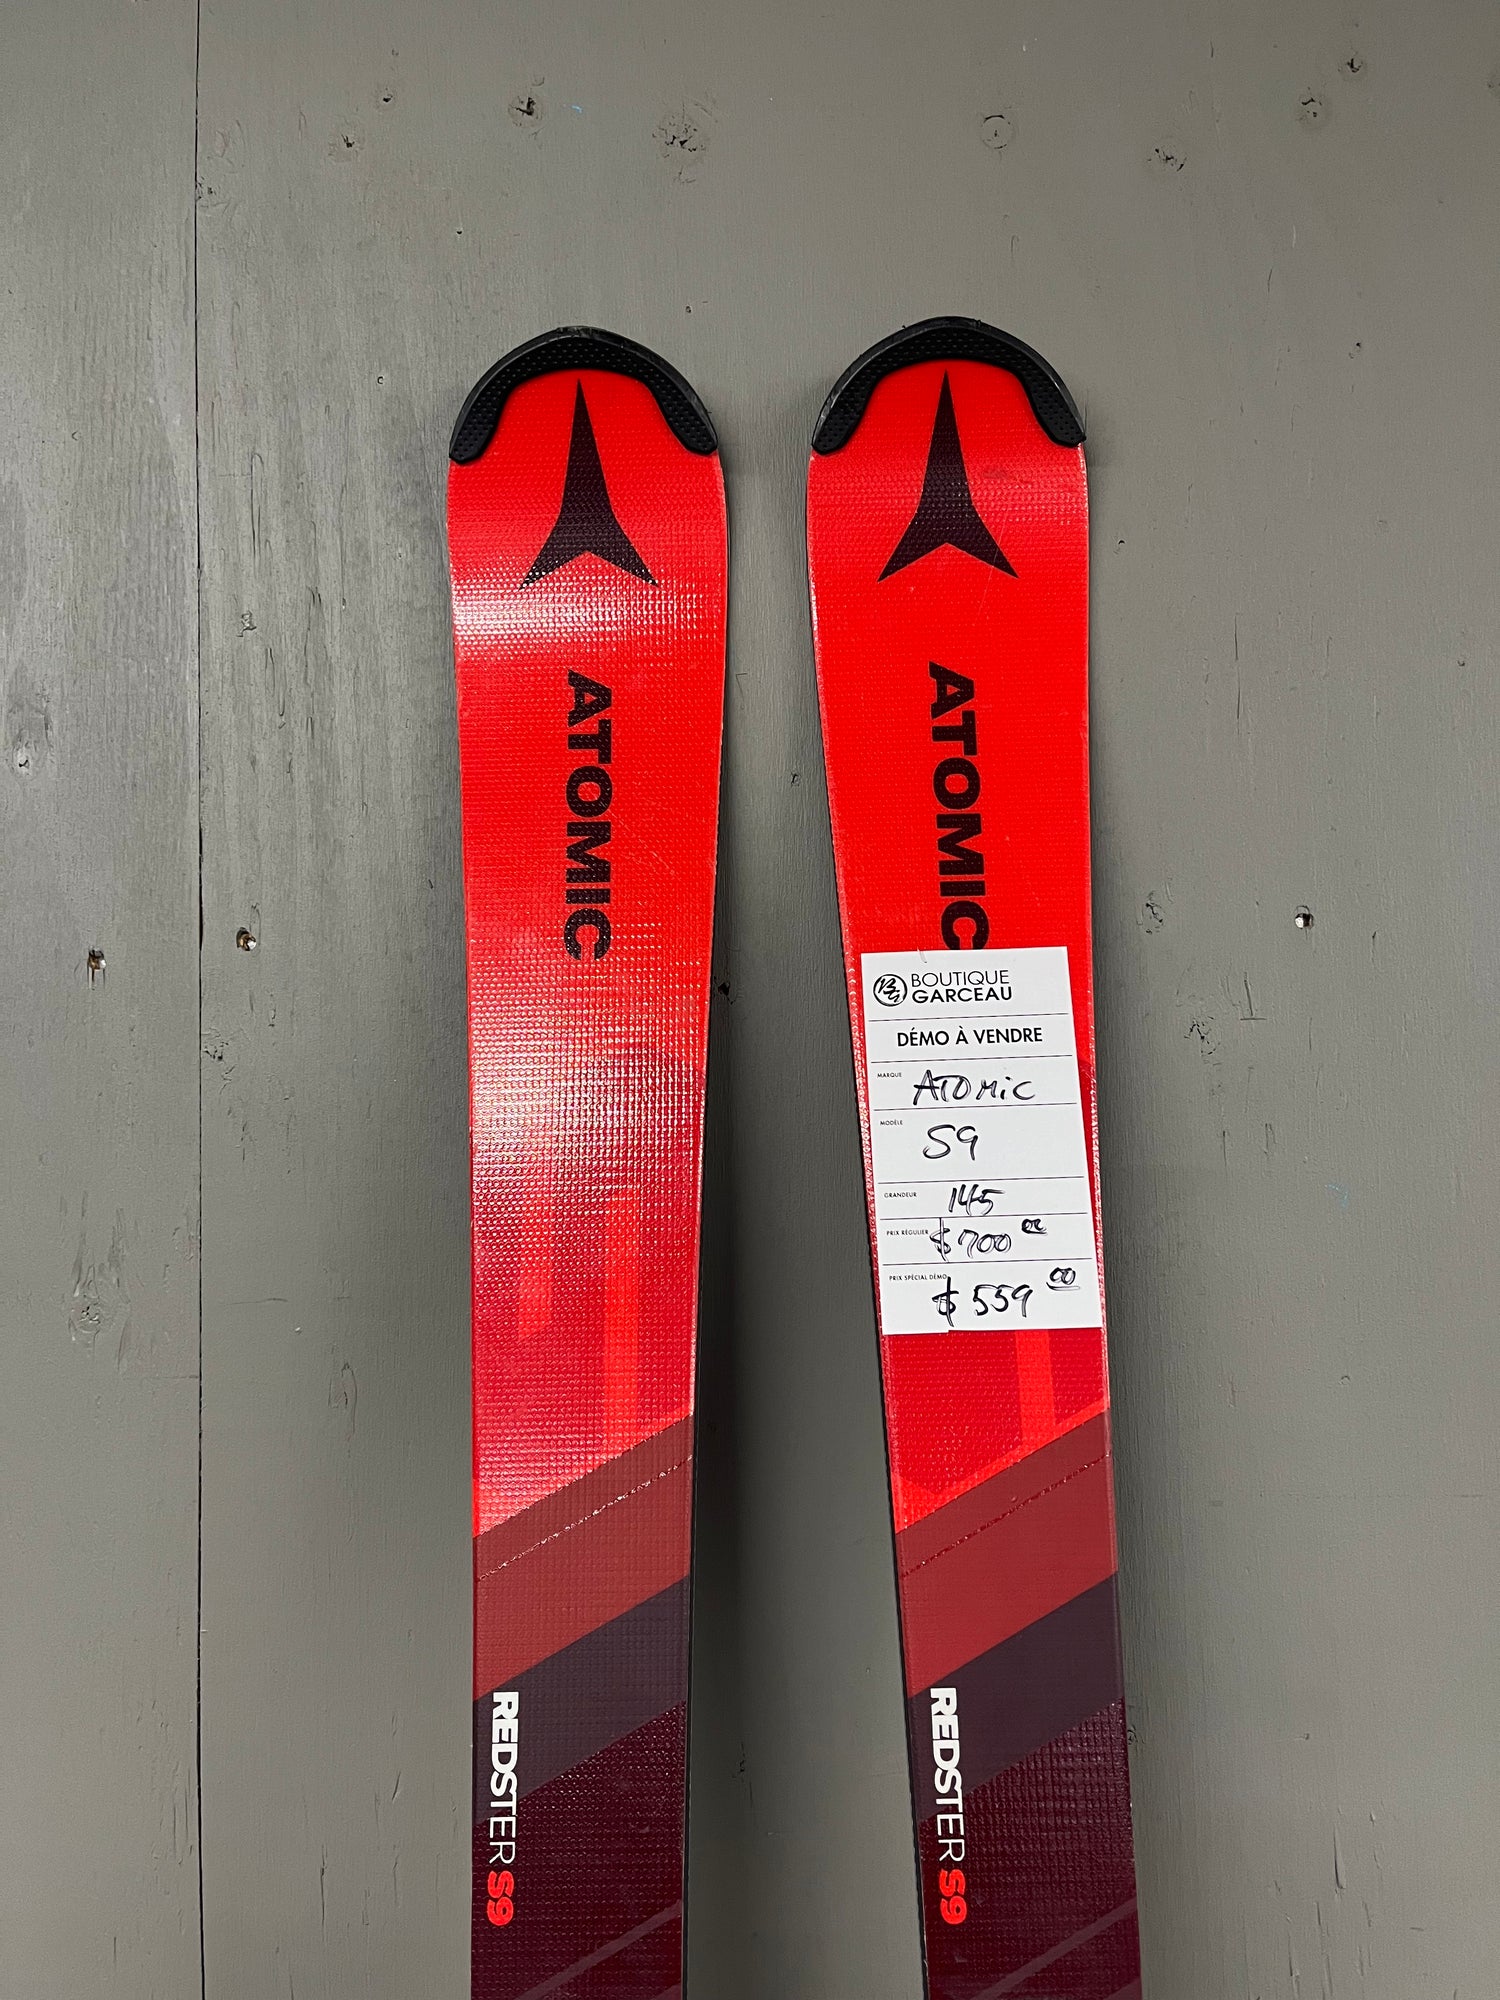 ATOMIC
ATOMIC
BG BOUTIQUE
GARCEAU
DÉMO À VENDRE
MARQUE ATOMIC
MODÈLE S9
GRANDEUR 145
PRIX RÉGULIER $700 00
PRIX SPÉCIAL DÉMO $559 00
REDSTER S9
REDSTER S9